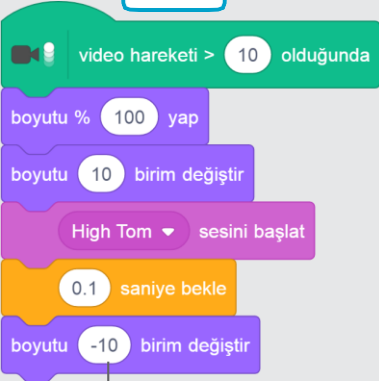 video hareketi > 10 olduğunda
boyutu % 100 yap
boyutu 10 birim değiştir
High Tom sesini başlat
0.1 saniye bekle
boyutu -10 birim değiştir